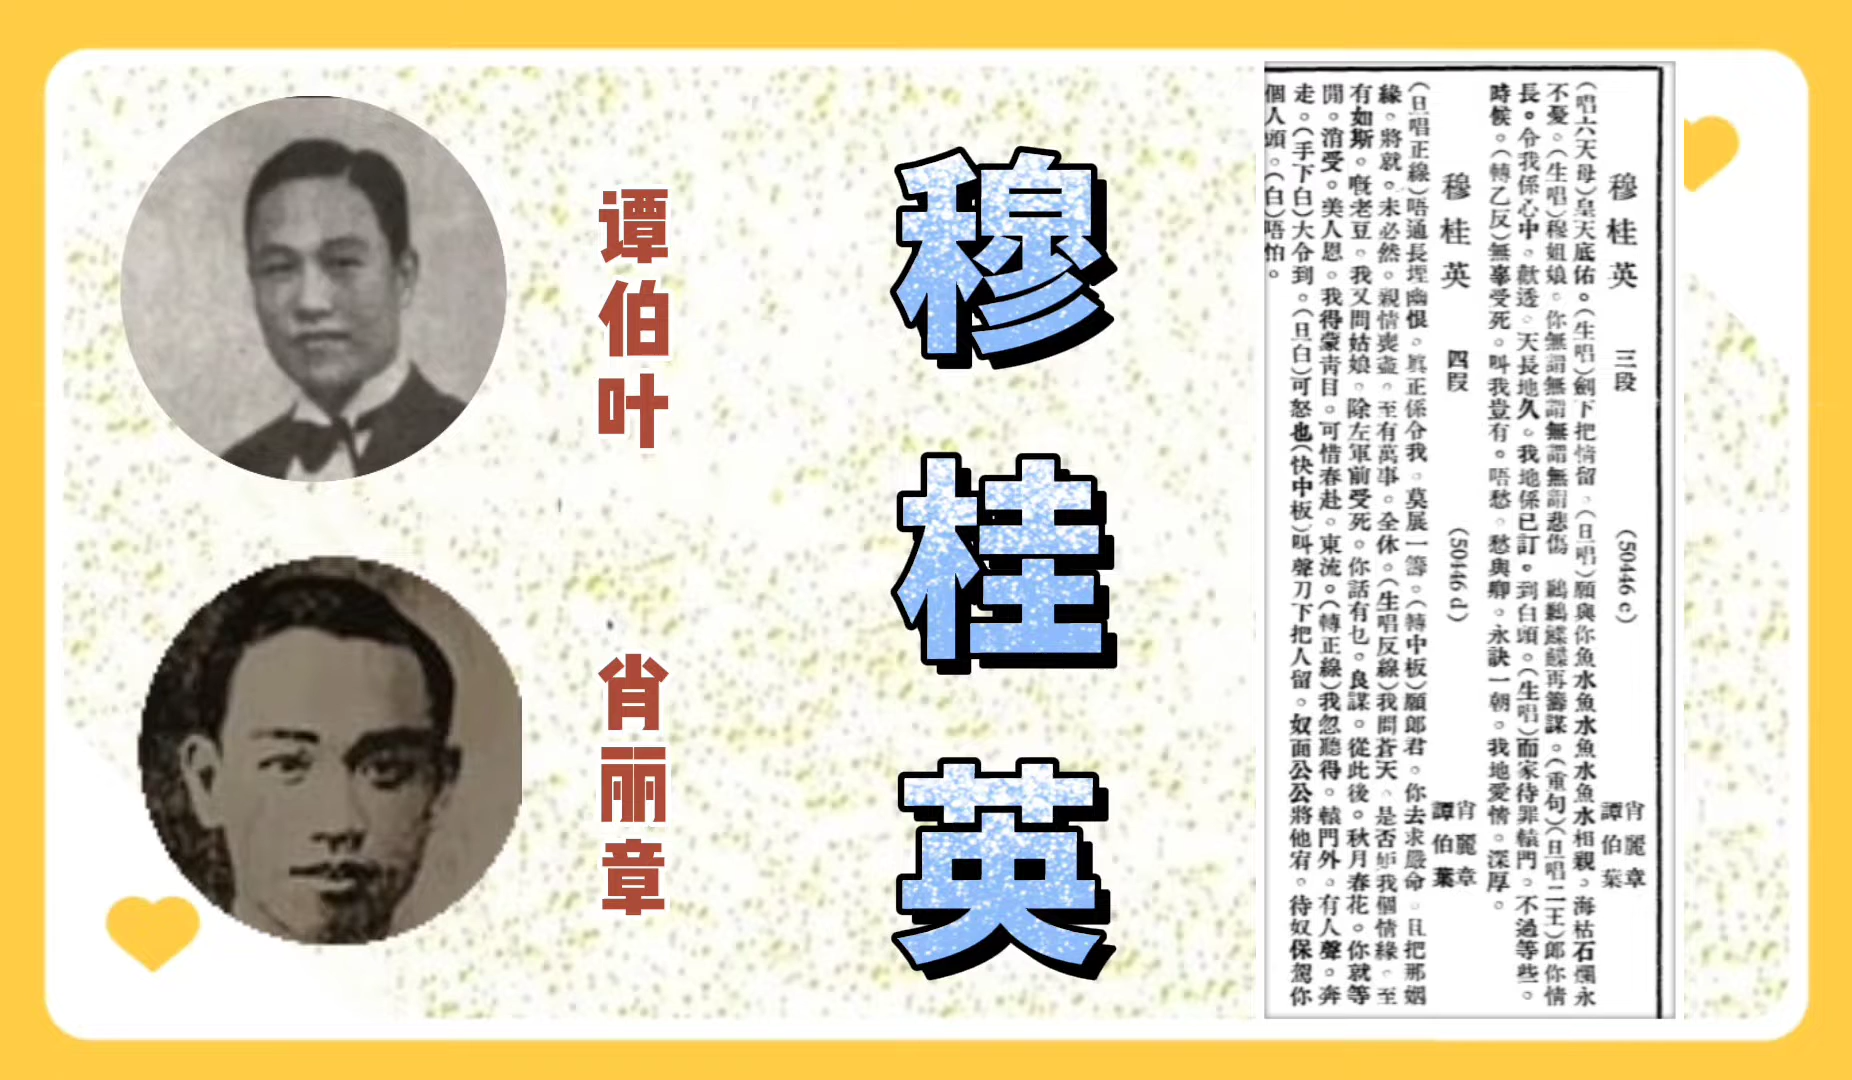 谭伯叶
肖丽章
穆桂英
穆桂英 三段 (50446 c) 肖麗章 譚伯葉
(唱六天母)皇天底佑。(生唱)劍下把情留。(旦唱)願與你魚水魚水魚水魚水相親。海枯石爛永
不憂。(生唱)穆姐娘。你無謂無謂無謂無謂悲傷 鶼鶼鰈鰈再籌謀。(重句)(旦唱二王)郎你情
長。令我係心中。歡透。天長地久。我地係已訂。到白頭。(生唱)而家待罪轅門。不過等些。
時候。(轉乙反)無辜受死。叫我豈有。唔愁。愁與卿。永訣一朝。我地愛情。深厚。
穆桂英 四段 (50446 d) 肖麗章 譚伯葉
(旦唱正線)唔通長埋幽恨。眞正係令我。莫展一籌。(轉中板)願郎君。你去求嚴命。且把那姻
緣。將就。未必然。親情喪盡。至有萬事。全休。(生唱反線)我問蒼天。是否妒我個情緣。至
有如斯。嘅老豆。我又問姑娘。除左軍前受死。你話有乜。良謀。從此後。秋月春花。你就等
閒。消受。美人恩。我得蒙靑目。可惜春赴。東流。(轉正線)我忽聽得。轅門外。有人聲。奔
走。(手下白)大令到。(旦白)可怒也(快中板)叫聲刀下把人留。奴面公公將他宥。待奴保駕你
個人頭。(白)唔怕。